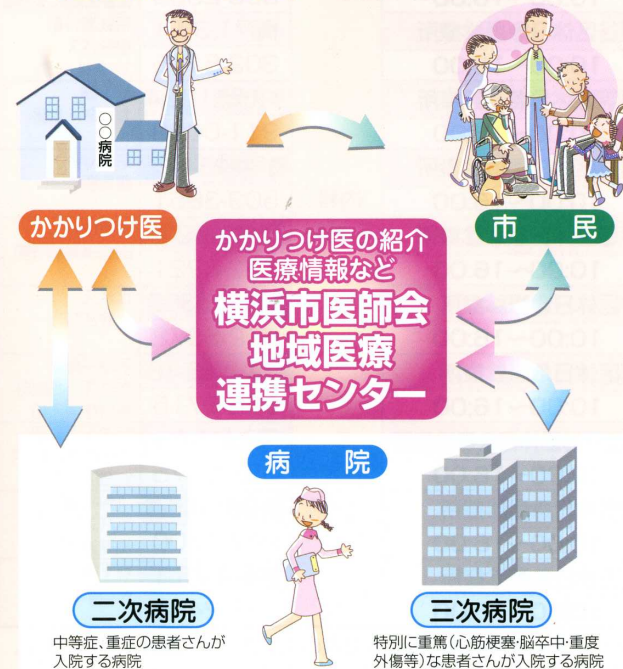 ○○病院
かかりつけ医
市 民
かかりつけ医の紹介
医療情報など
横浜市医師会
地域医療
連携センター
病 院
二次病院
中等症、重症の患者さんが
入院する病院
三次病院
特別に重篤(心筋梗塞・脳卒中・重度
外傷等)な患者さんが入院する病院